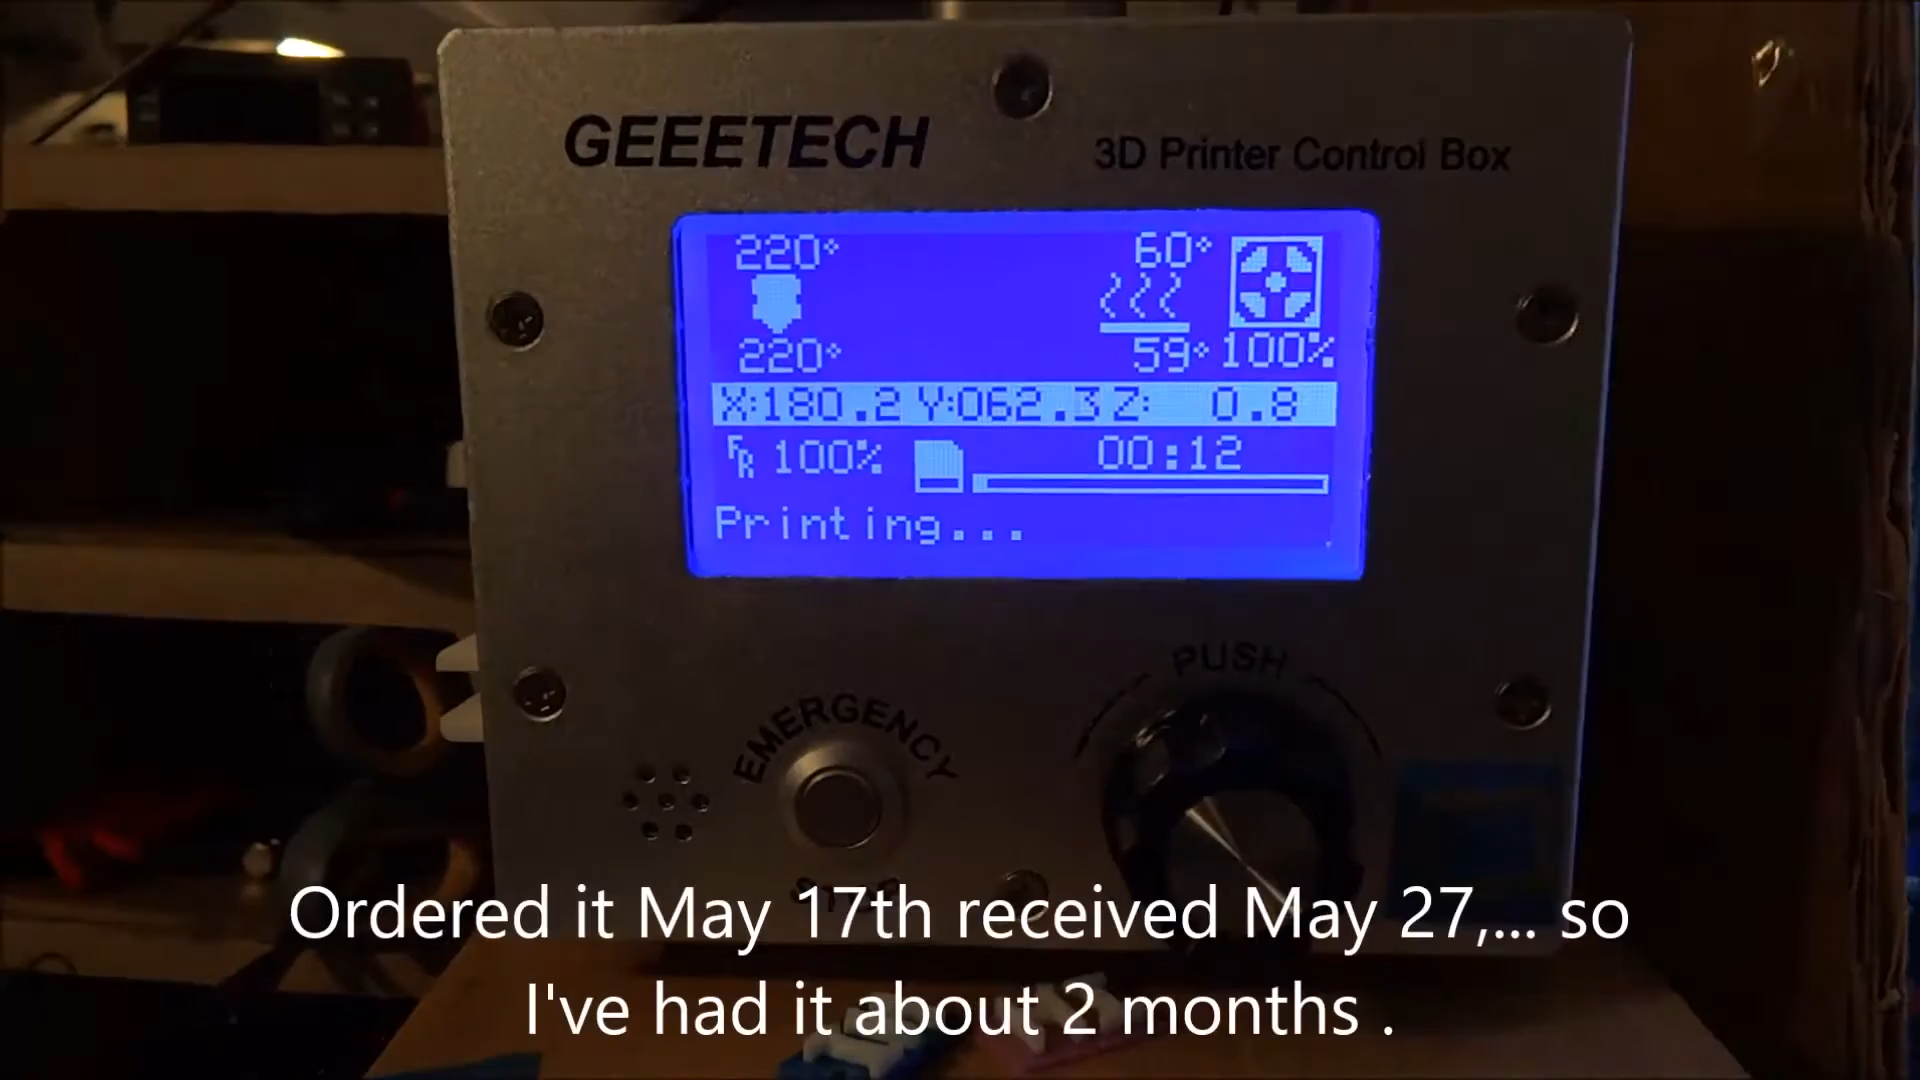 GEEETECH 3D Printer Control Box
220° 60°
220° 59° 100%
X:180.2 Y:062.3 Z: 0.8
FR 100% 00:12
Printing...
PUSH
EMERGENCY
Ordered it May 17th received May 27,... so
I've had it about 2 months .